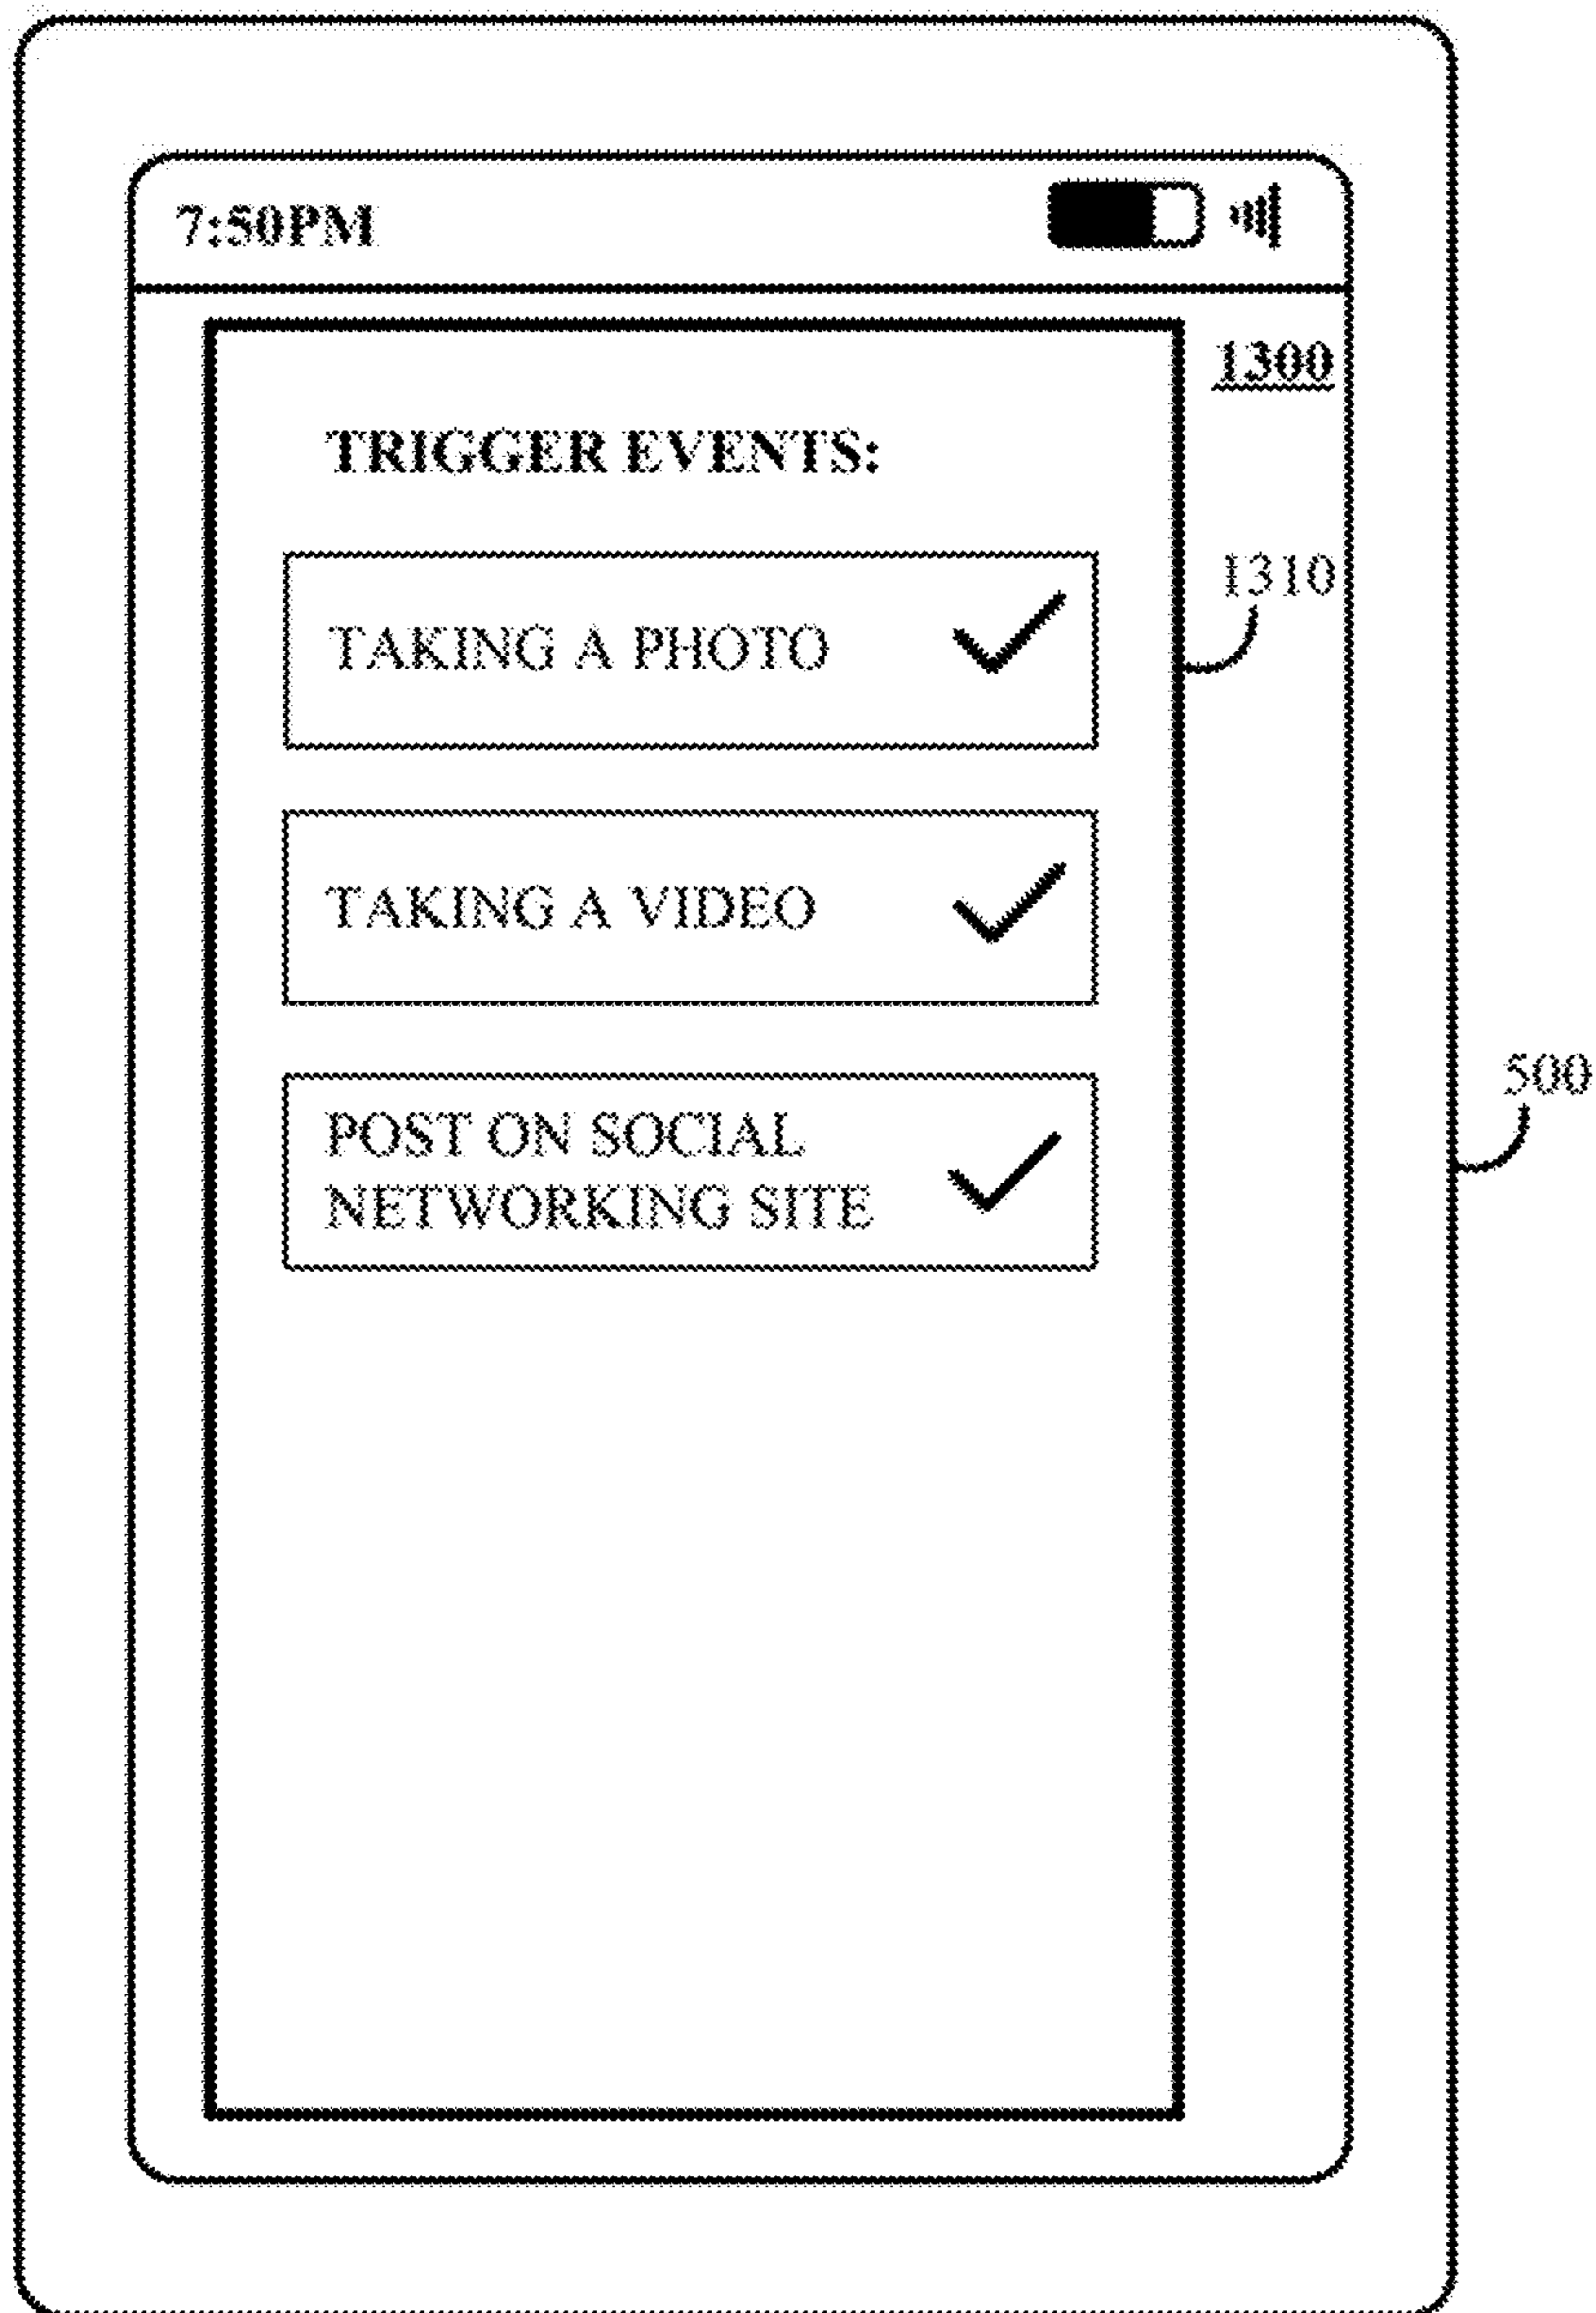 7:50PM
1300
TRIGGER EVENTS:
1310
TAKING A PHOTO
TAKING A VIDEO
500
POST ON SOCIAL
NETWORKING SITE